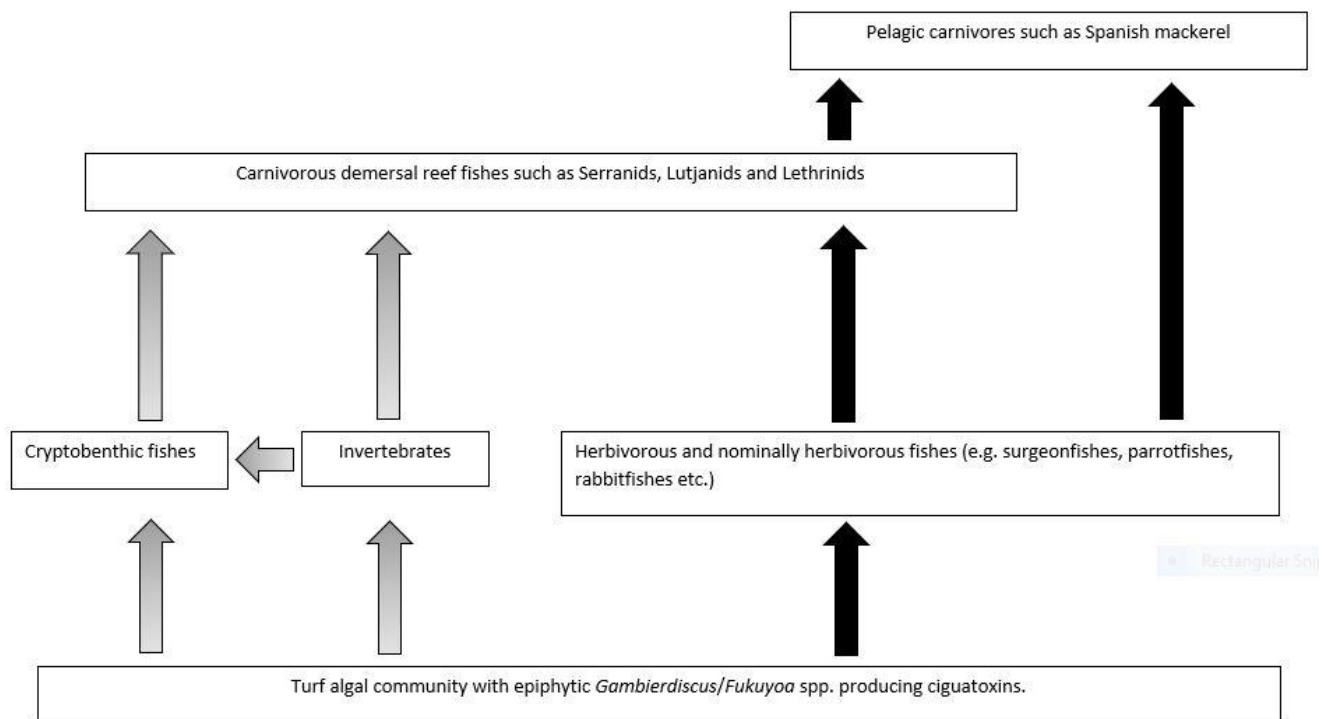 Pelagic carnivores such as Spanish mackerel
Carnivorous demersal reef fishes such as Serranids, Lutjanids and Lethrinids
Cryptobenthic fishes
Invertebrates
Herbivorous and nominally herbivorous fishes (e.g. surgeonfishes, parrotfishes,
rabbitfishes etc.)
Rectangular Snip
Turf algal community with epiphytic Gambierdiscus/Fukuyoa spp. producing ciguatoxins.